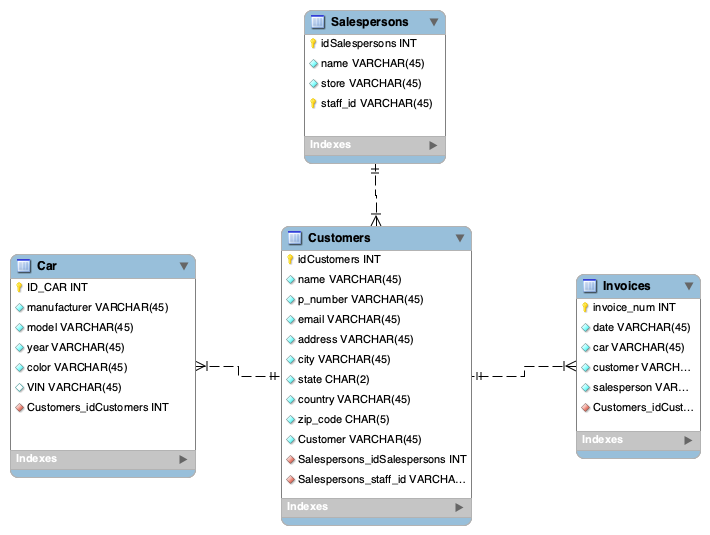 Salespersons
idSalespersons INT
name VARCHAR(45)
store VARCHAR(45)
staff_id VARCHAR(45)
Indexes
Customers
idCustomers INT
name VARCHAR(45)
p_number VARCHAR(45)
email VARCHAR(45)
address VARCHAR(45)
city VARCHAR(45)
state CHAR(2)
country VARCHAR(45)
zip_code CHAR(5)
Customer VARCHAR(45)
Salespersons_idSalespersons INT
Salespersons_staff_id VARCHA...
Indexes
Car
ID_CAR INT
manufacturer VARCHAR(45)
model VARCHAR(45)
year VARCHAR(45)
color VARCHAR(45)
VIN VARCHAR(45)
Customers_idCustomers INT
Indexes
Invoices
invoice_num INT
date VARCHAR(45)
car VARCHAR(45)
customer VARCH...
salesperson VAR...
Customers_idCust...
Indexes